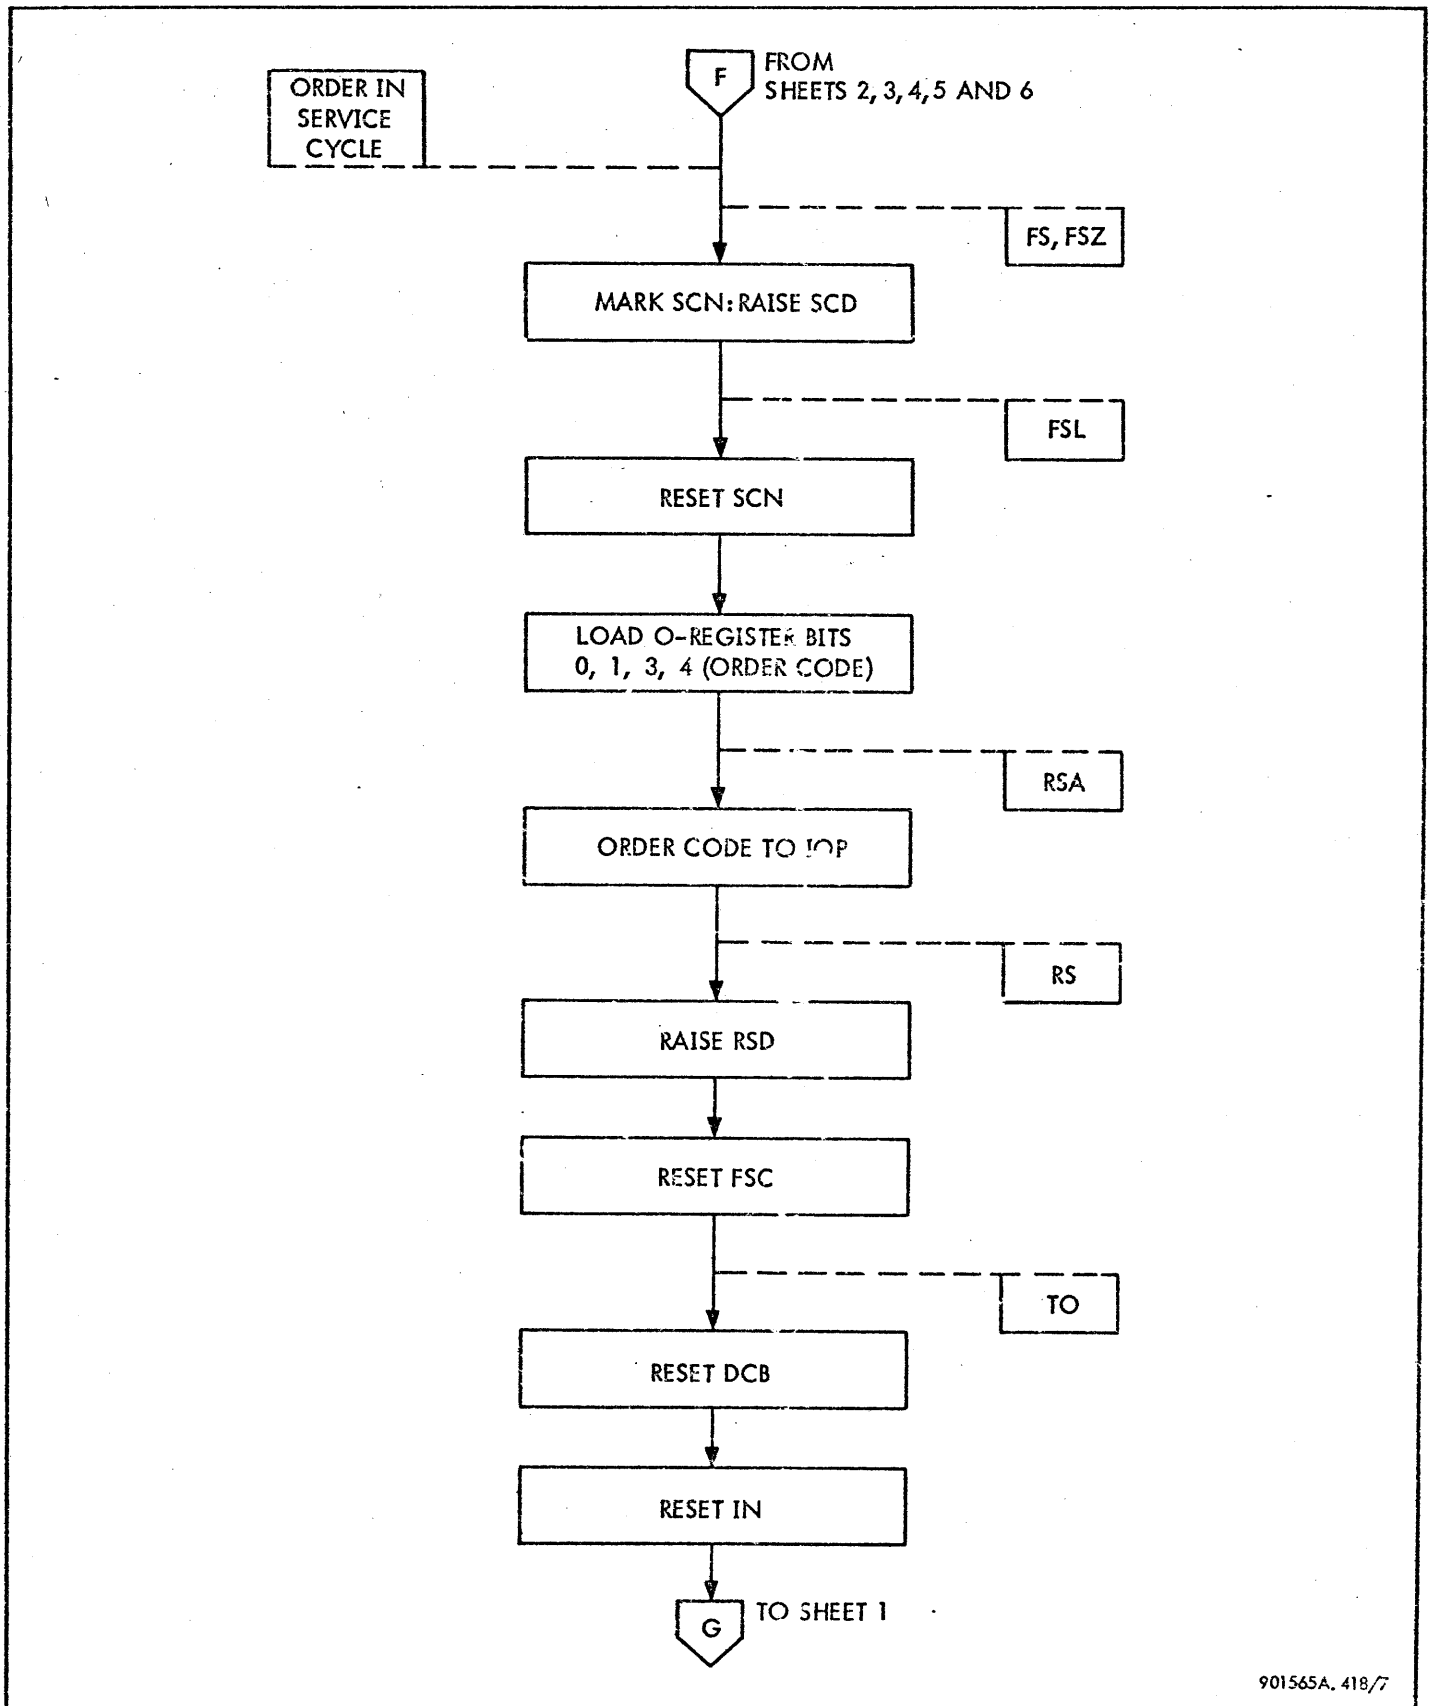 F
FROM
SHEETS 2, 3, 4, 5 AND 6
ORDER IN
SERVICE
CYCLE
FS, FSZ
MARK SCN: RAISE SCD
FSL
RESET SCN
LOAD O-REGISTER BITS
0, 1, 3, 4 (ORDER CODE)
RSA
ORDER CODE TO IOP
RS
RAISE RSD
RESET FSC
TO
RESET DCB
RESET IN
G
TO SHEET 1
901565A. 418/7